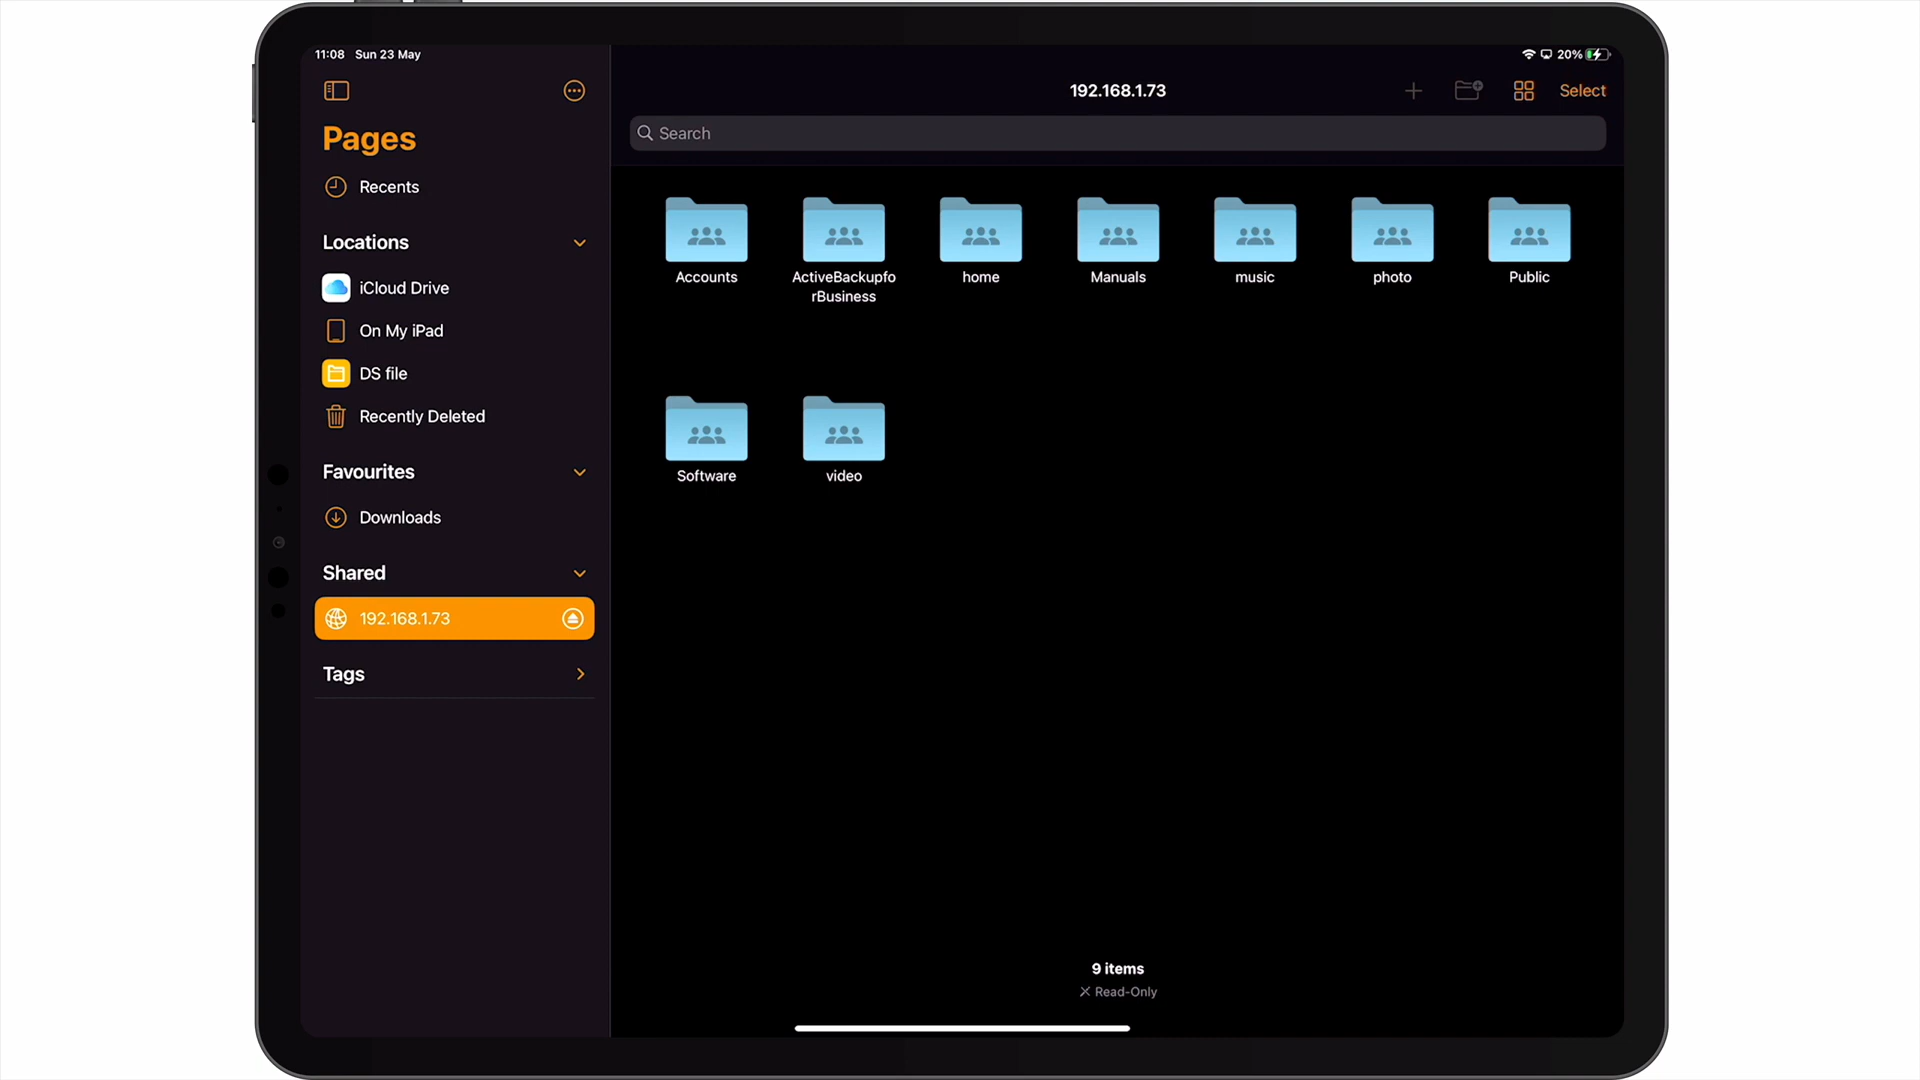 11:08 Sun 23 May
20%
Pages
Recents
Locations
iCloud Drive
On My iPad
DS file
Recently Deleted
Favourites
Downloads
Shared
192.168.1.73
Tags
192.168.1.73
Select
Search
Accounts
ActiveBackupfo
rBusiness
home
Manuals
music
photo
Public
Software
video
9 items
Read-Only